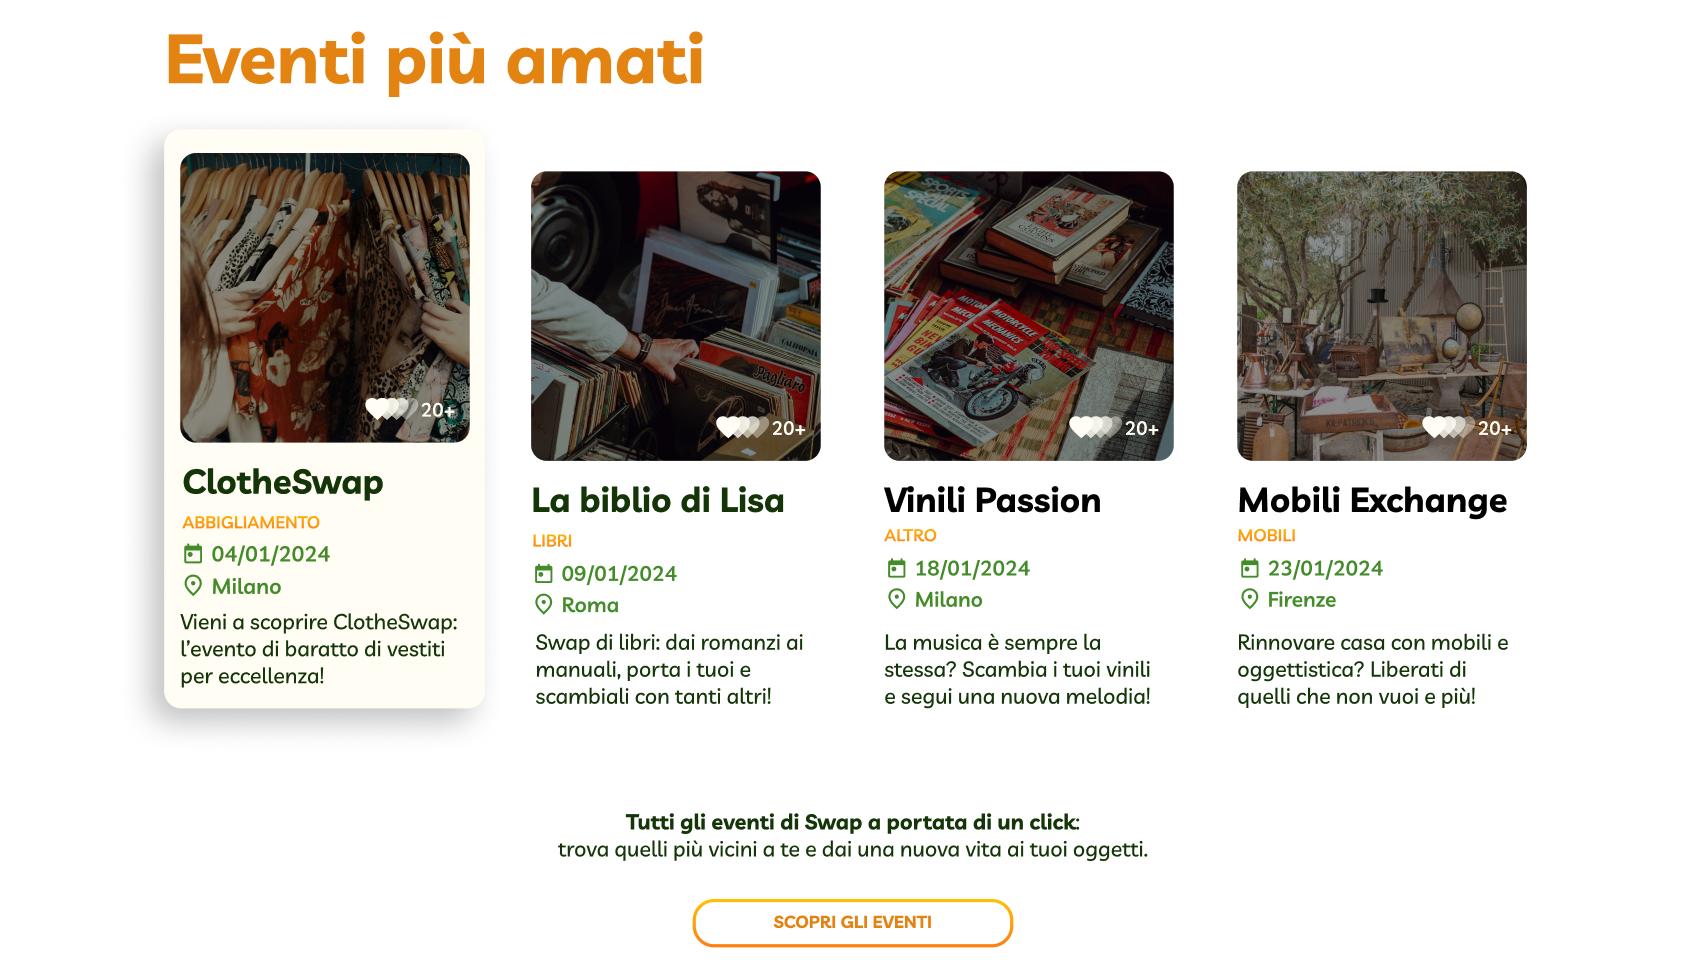 Eventi più amati
20+
ClotheSwap
ABBIGLIAMENTO
04/01/2024
Milano
Vieni a scoprire ClotheSwap:
l’evento di baratto di vestiti
per eccellenza!
Pagliaro
20+
La biblio di Lisa
LIBRI
09/01/2024
Roma
Swap di libri: dai romanzi ai
manuali, porta i tuoi e
scambiali con tanti altri!
SPORTS
MOTORCYCLE
MECHANICS
20+
Vinili Passion
ALTRO
18/01/2024
Milano
La musica è sempre la
stessa? Scambia i tuoi vinili
e segui una nuova melodia!
KILPATRICK
20+
Mobili Exchange
MOBILI
23/01/2024
Firenze
Rinnovare casa con mobili e
oggettistica? Liberati di
quelli che non vuoi e più!
Tutti gli eventi di Swap a portata di un click:
trova quelli più vicini a te e dai una nuova vita ai tuoi oggetti.
SCOPRI GLI EVENTI